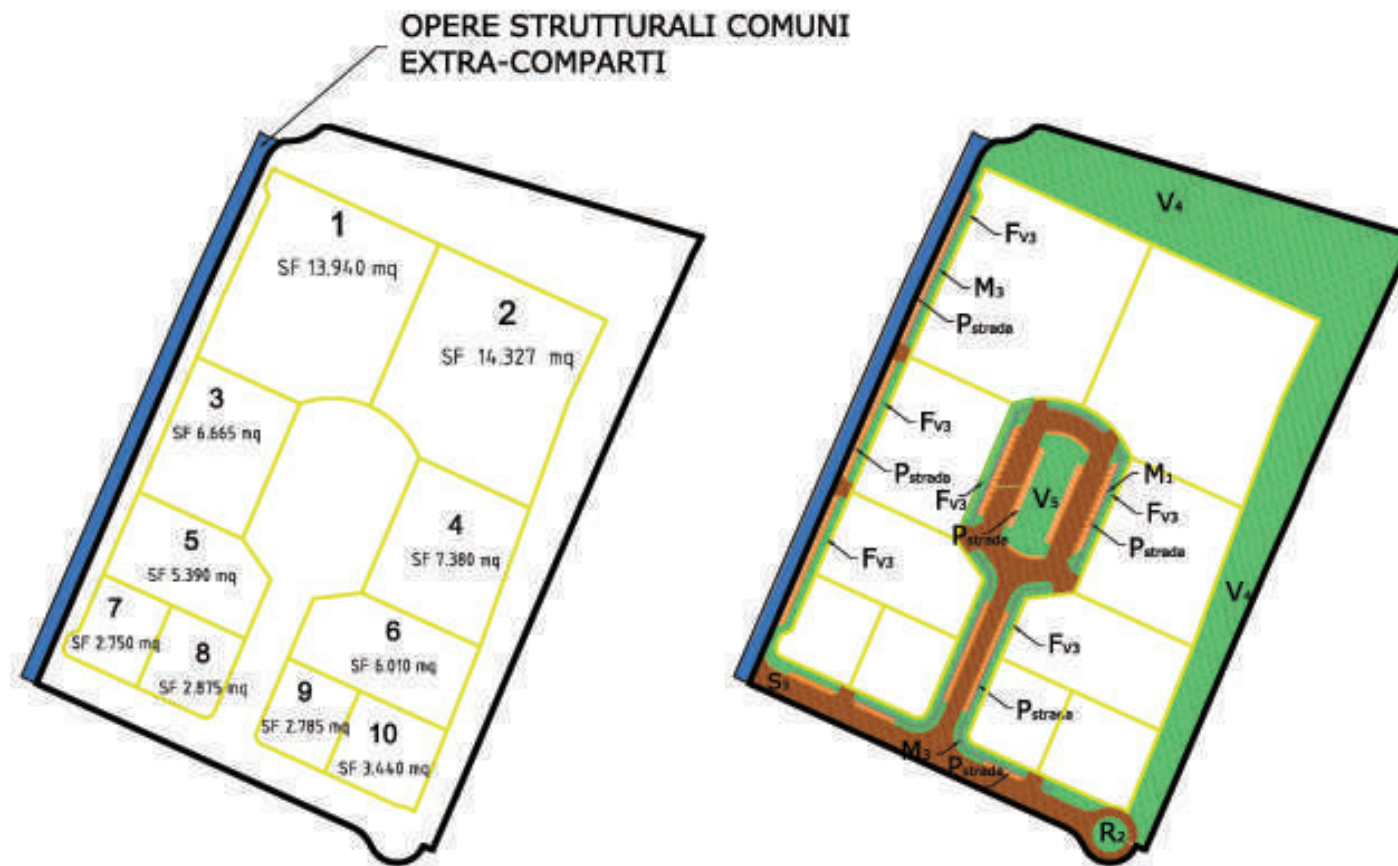 OPERE STRUTTURALI COMUNI
EXTRA-COMPARTI
1
SF 13.940 mq
2
SF 14.327 mq
3
SF 6.665 mq
4
SF 7.380 mq
5
SF 5.390 mq
6
SF 6.010 mq
7
SF 2.750 mq
8
SF 2.875 mq
9
SF 2.785 mq
10
SF 3.440 mq
V4
FV3
M3
Pstrada
FV3
Pstrada
FV3
V5
Pstrada
M1
FV3
Pstrada
FV3
V4
FV3
Pstrada
S3
M3
Pstrada
R2